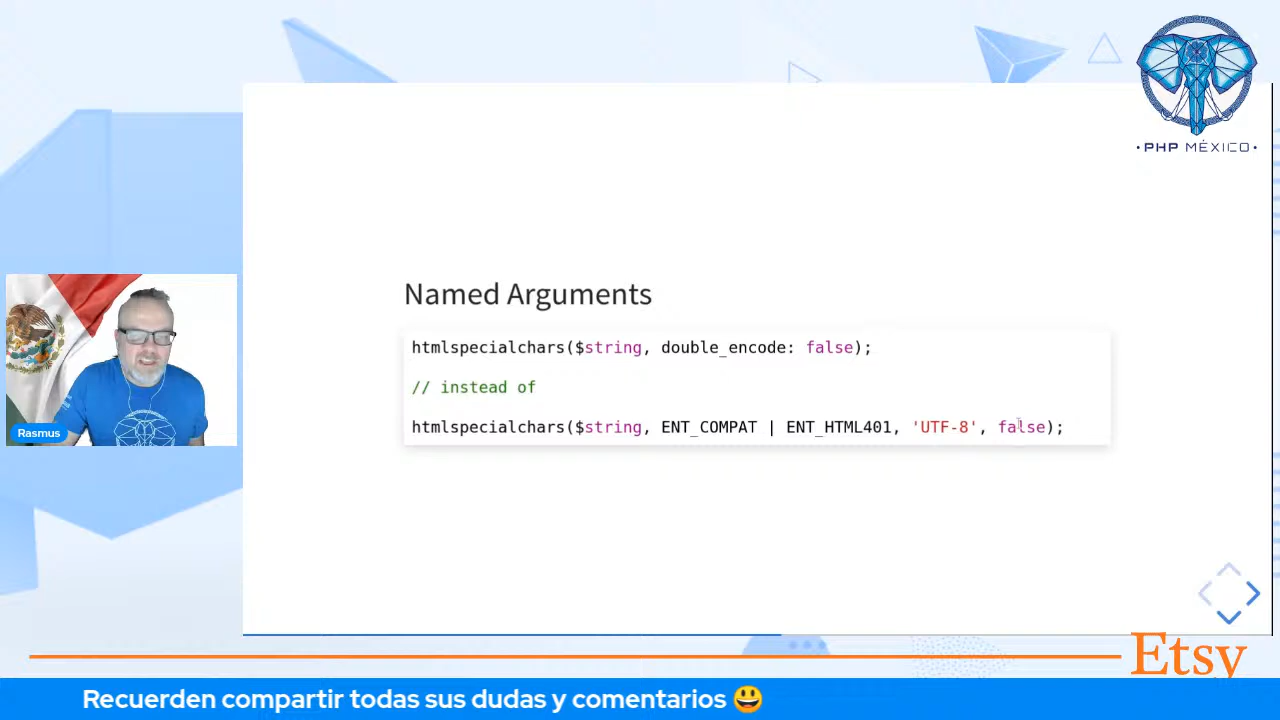 • PHP MÉXICO •
Named Arguments
htmlspecialchars($string, double_encode: false);
// instead of
htmlspecialchars($string, ENT_COMPAT | ENT_HTML401, 'UTF-8', false);
Rasmus
Etsy
Recuerden compartir todas sus dudas y comentarios 😃